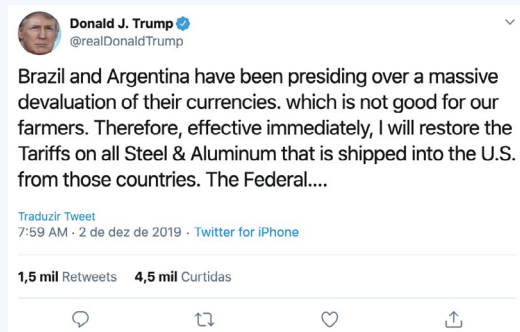 Donald J. Trump
@realDonaldTrump
Brazil and Argentina have been presiding over a massive
devaluation of their currencies. which is not good for our
farmers. Therefore, effective immediately, I will restore the
Tariffs on all Steel & Aluminum that is shipped into the U.S.
from those countries. The Federal....
Traduzir Tweet
7:59 AM · 2 de dez de 2019 · Twitter for iPhone
1,5 mil Retweets 4,5 mil Curtidas